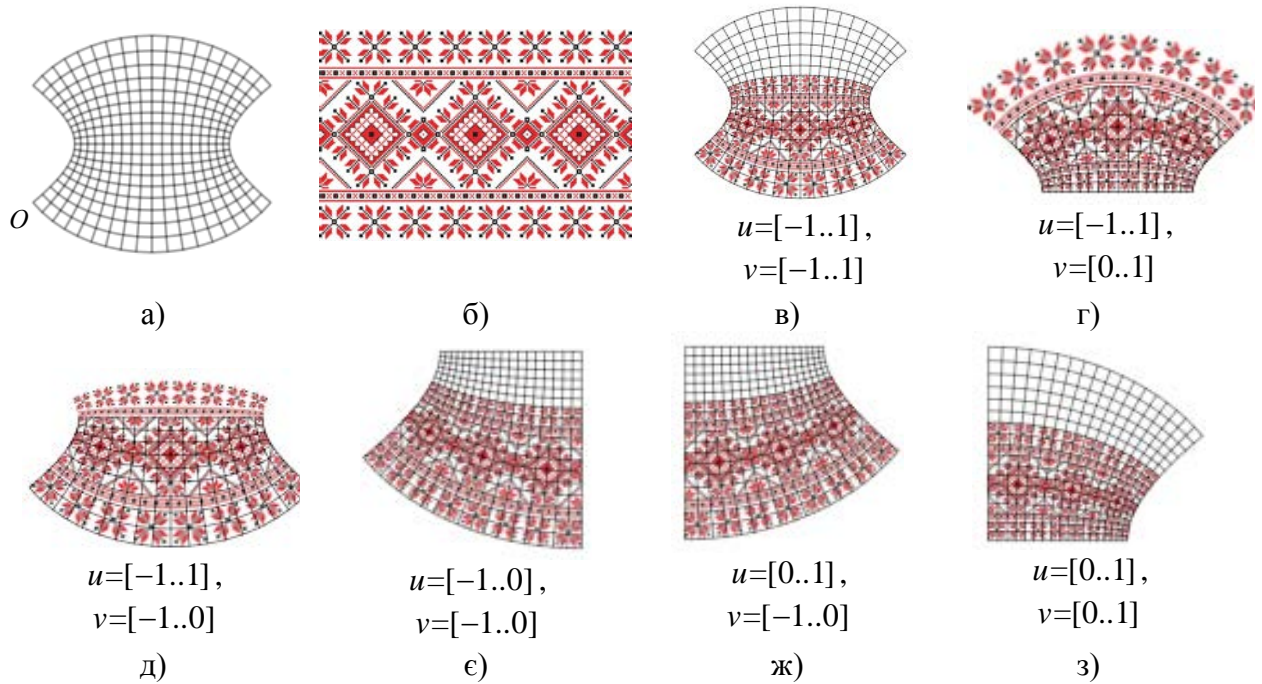 O
u=[−1..1],
v=[−1..1]
u=[−1..1],
v=[0..1]
а)
б)
в)
г)
u=[−1..1],
v=[−1..0]
u=[−1..0],
v=[−1..0]
u=[0..1],
v=[−1..0]
u=[0..1],
v=[0..1]
д)
є)
ж)
з)